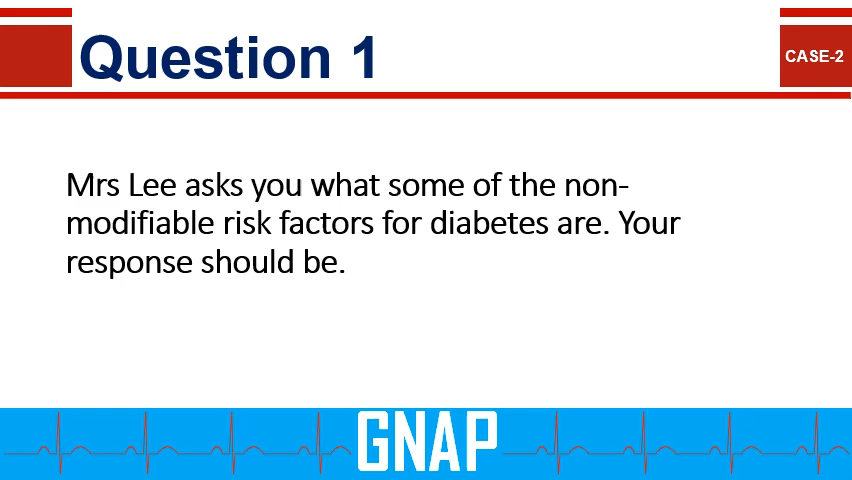 Question 1
CASE-2
Mrs Lee asks you what some of the non-
modifiable risk factors for diabetes are. Your
response should be.
GNAP